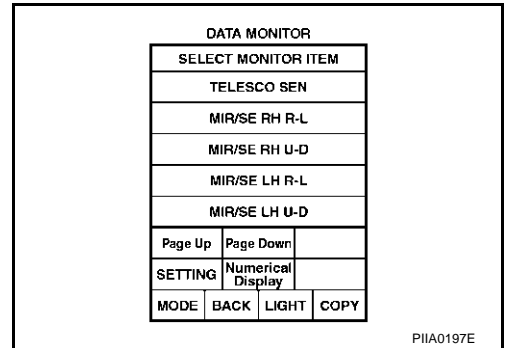 DATA MONITOR
SELECT MONITOR ITEM
TELESCO SEN
MIR/SE RH R-L
MIR/SE RH U-D
MIR/SE LH R-L
MIR/SE LH U-D
Page Up Page Down
SETTING Numerical Display
MODE BACK LIGHT COPY
PIIA0197E